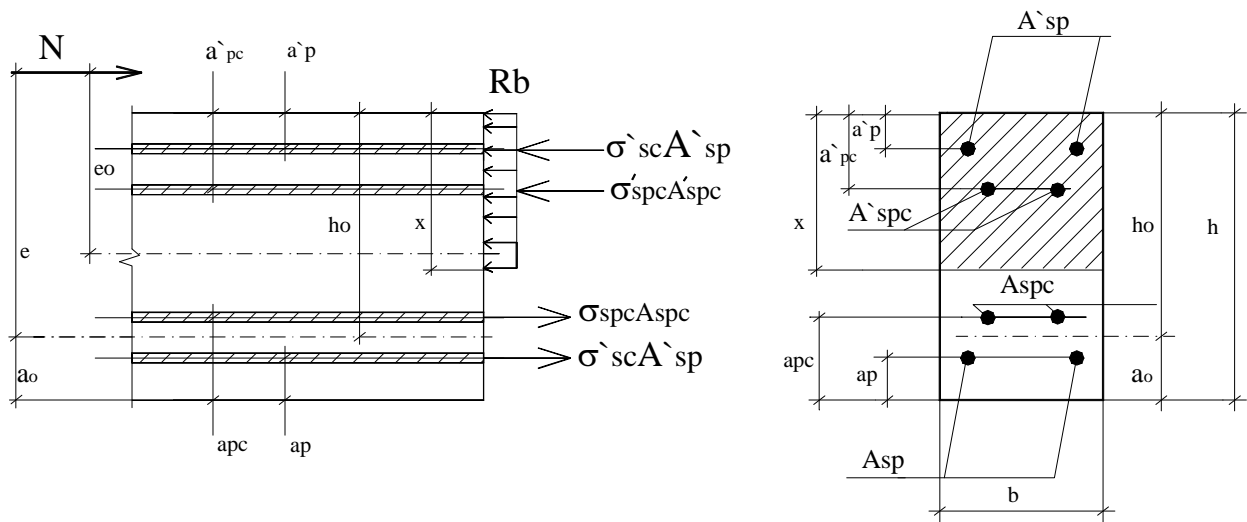 N
a`pc
a`p
Rb
eo
σ`scA`sp
σ'spcA'spc
ho
x
e
σspcAspc
σ`scA`sp
ao
apc
ap
A`sp
a`p
a`pc
x
A`spc
ho
h
Aspc
apc
ap
ao
Asp
b